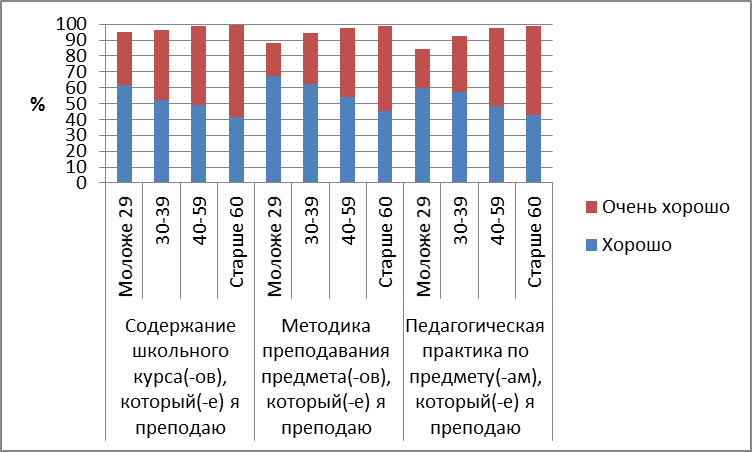 100
90
80
70
60
50
40
30
20
10
0
%
Моложе 29
30-39
40-59
Старше 60
Моложе 29
30-39
40-59
Старше 60
Моложе 29
30-39
40-59
Старше 60
Содержание
школьного
курса(-ов),
который(-е) я
преподаю
Методика
преподавания
предмета(-ов),
который(-е) я
преподаю
Педагогическая
практика по
предмету(-ам),
который(-е) я
преподаю
Очень хорошо
Хорошо